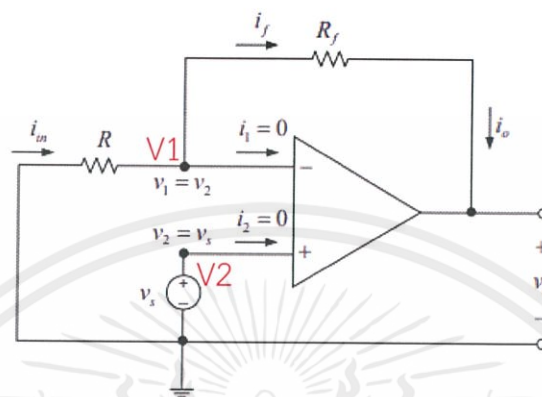 i_f
R_f
i_in
R
V1
i_1 = 0
i_o
v_1 = v_2
−
v_2 = v_s
i_2 = 0
+
V2
v_s
+
−
+
v
−